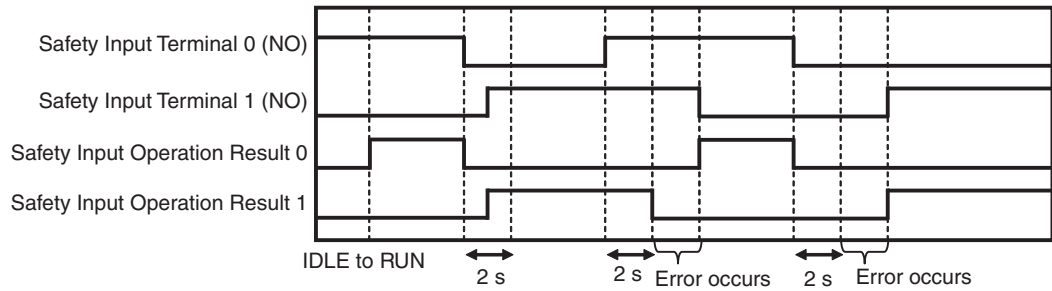 Safety Input Terminal 0 (NO)
Safety Input Terminal 1 (NO)
Safety Input Operation Result 0
Safety Input Operation Result 1
IDLE to RUN
2 s
2 s
Error occurs
2 s
Error occurs